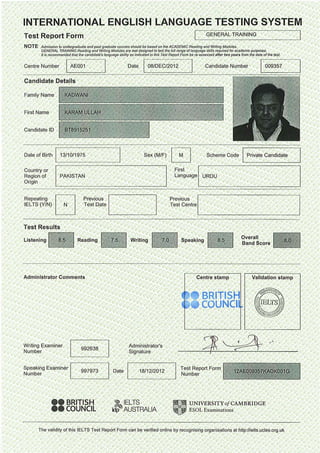 INTERNATIONAL ENGLISH LANGUAGE TESTING SYSTEM
Test Report Form
GENERAL TRAINING
NOTE Admission to undergraduate and post graduate courses should be based on the ACADEMIC Reading and Writing Modules.
GENERAL TRAINING Reading and Writing Modules are not designed to test the full range of language skills required for academic purposes.
It is recommended that the candidate's language ability as indicated in this Test Report Form be re-assessed after two years from the date of the test.
Centre Number AE001 Date 08/DEC/2012 Candidate Number 009357
Candidate Details
Family Name KADWANI
First Name KARAM ULLAH
Candidate ID
Date of Birth 13/10/1975 Sex (M/F) M Scheme Code Private Candidate
Country or Region of Origin PAKISTAN First Language URDU
Repeating IELTS (Y/N) N Previous Test Date Previous Test Centre
Test Results
Listening 8.5 Reading 7.5 Writing 7.0 Speaking 8.5 Overall Band Score 8.0
Administrator Comments
Centre stamp
Validation stamp
BRITISH COUNCIL
IELTS
Writing Examiner Number 992638 Administrator's Signature
Speaking Examiner Number 997973 Date 18/12/2012 Test Report Form Number
BRITISH COUNCIL
IELTS AUSTRALIA
UNIVERSITY of CAMBRIDGE
ESOL Examinations
The validity of this IELTS Test Report Form can be verified online by recognising organisations at http://ielts.ucles.org.uk